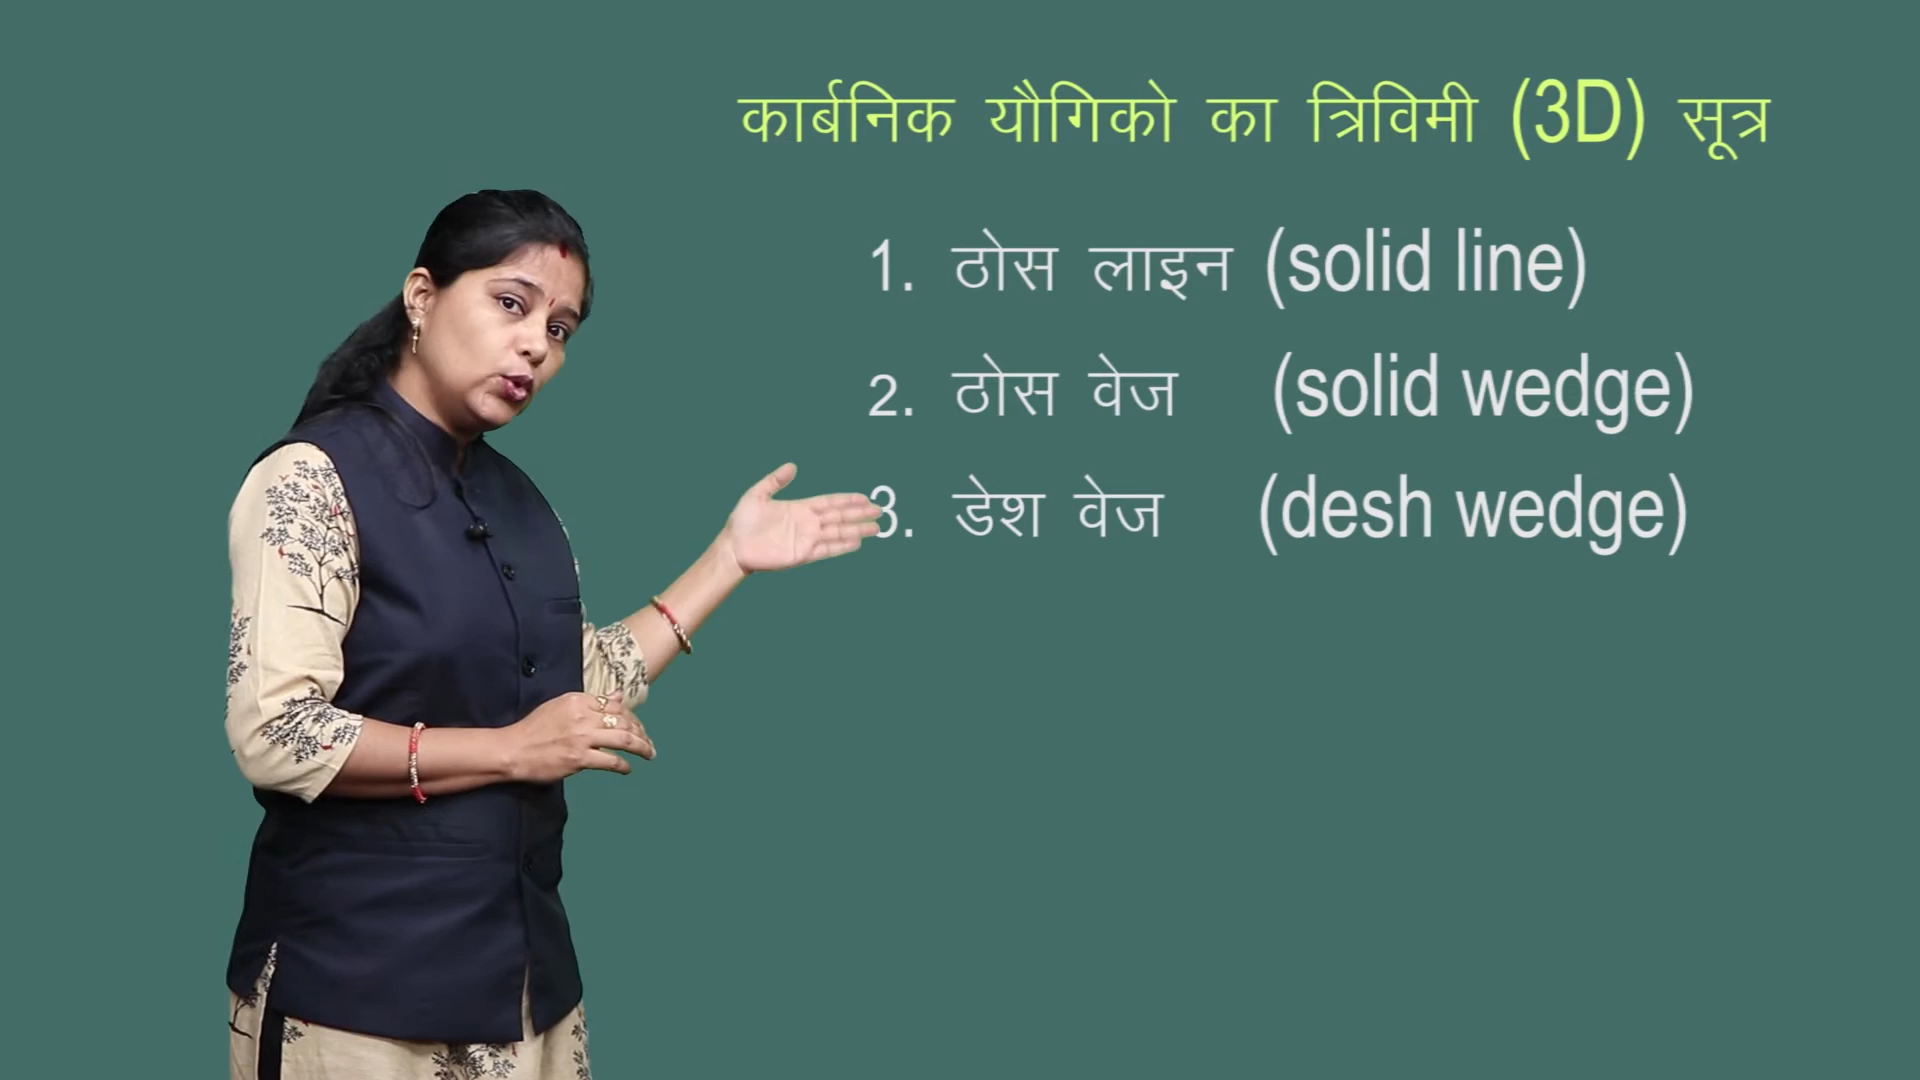 कार्बनिक यौगिको का त्रिविमी (3D) सूत्र
1. ठोस लाइन (solid line)
2. ठोस वेज (solid wedge)
3. डेश वेज (desh wedge)